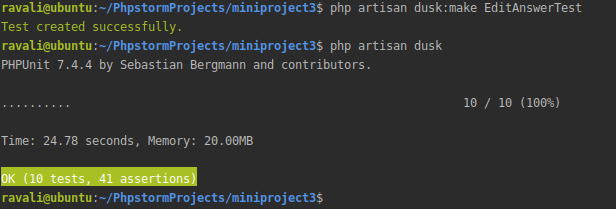 ravali@ubuntu:~/PhpstormProjects/miniproject3$ php artisan dusk:make EditAnswerTest
Test created successfully.
ravali@ubuntu:~/PhpstormProjects/miniproject3$ php artisan dusk
PHPUnit 7.4.4 by Sebastian Bergmann and contributors.
.......... 10 / 10 (100%)
Time: 24.78 seconds, Memory: 20.00MB
OK (10 tests, 41 assertions)
ravali@ubuntu:~/PhpstormProjects/miniproject3$